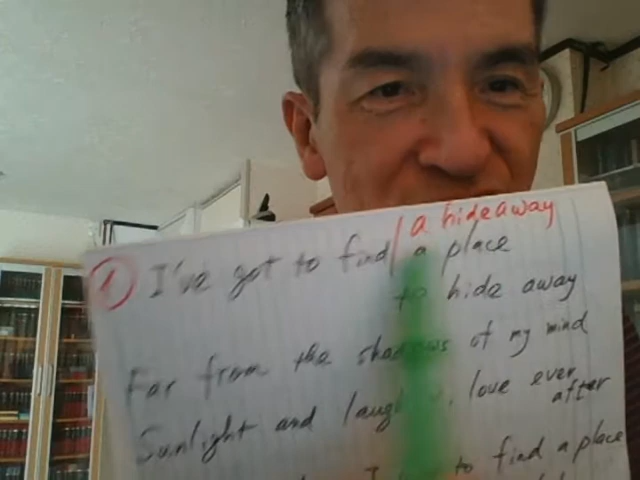 a hideaway
1 I've got to find / a place
to hide away
Far from the shadows of my mind
Sunlight and , love ever
after
to find a place